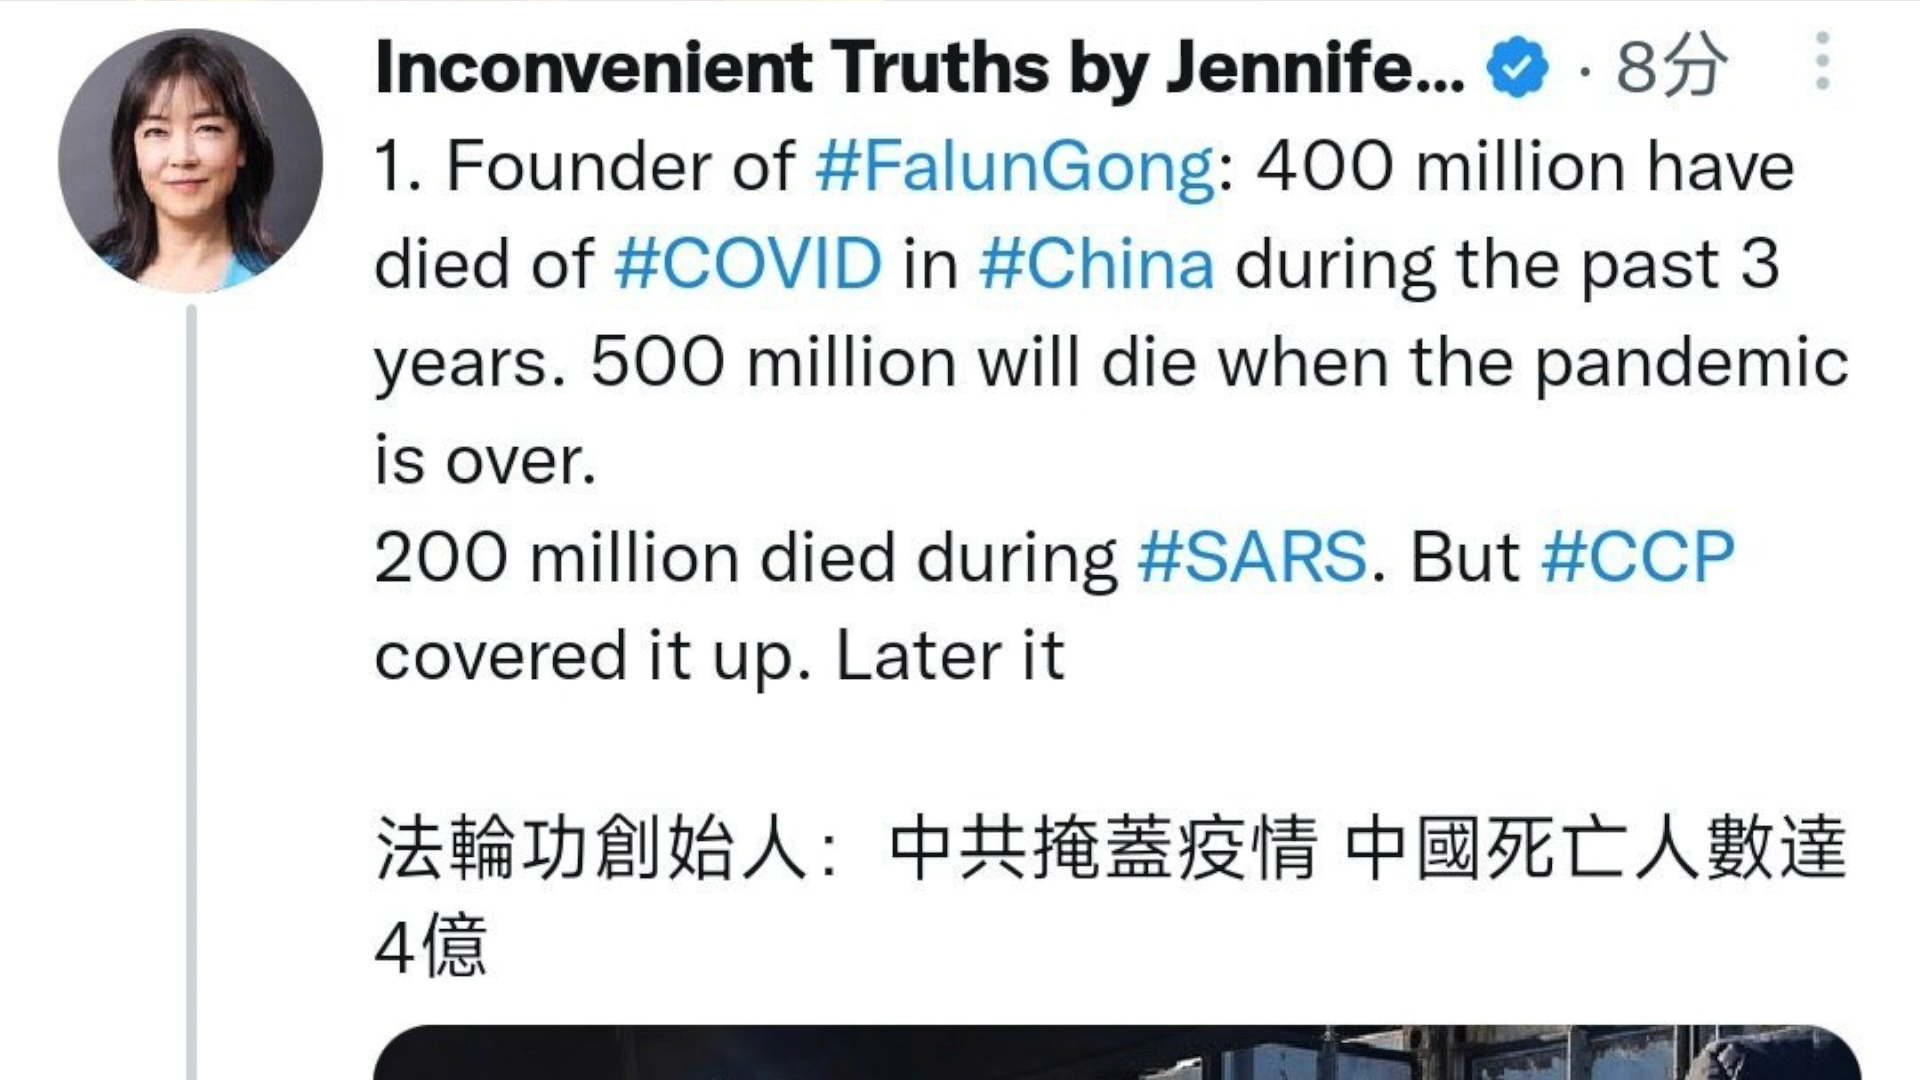 Inconvenient Truths by Jennife... · 8分
1. Founder of #FalunGong: 400 million have
died of #COVID in #China during the past 3
years. 500 million will die when the pandemic
is over.
200 million died during #SARS. But #CCP
covered it up. Later it
法輪功創始人：中共掩蓋疫情 中國死亡人數達
4億